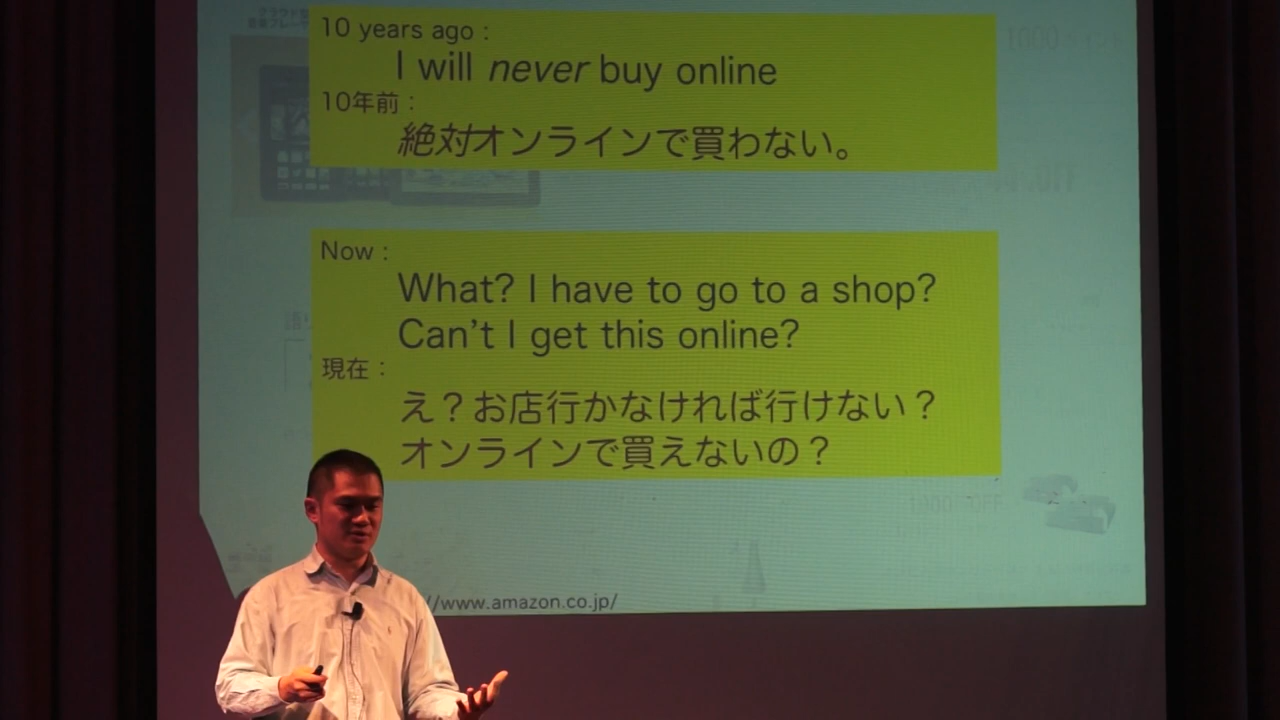 10 years ago :
I will never buy online
10年前：
絶対オンラインで買わない。
Now :
What? I have to go to a shop?
Can't I get this online?
現在：
え？お店行かなければ行けない？
オンラインで買えないの？
//www.amazon.co.jp/